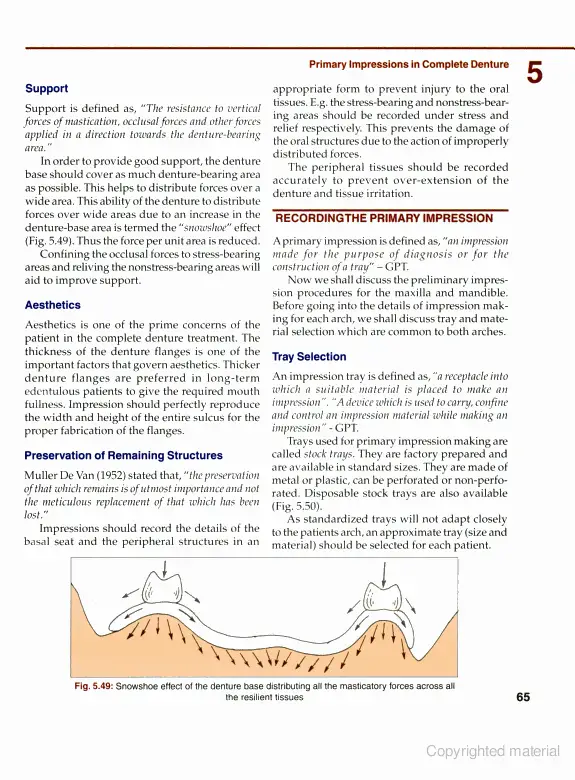 Primary Impressions in Complete Denture
5
Support
Support is defined as, “The resistance to vertical
forces of mastication, occlusal forces and other forces
applied in a direction towards the denture-bearing
area.”
In order to provide good support, the denture
base should cover as much denture-bearing area
as possible. This helps to distribute forces over a
wide area. This ability of the denture to distribute
forces over wide areas due to an increase in the
denture-base area is termed the “snowshoe” effect
(Fig. 5.49). Thus the force per unit area is reduced.
Confining the occlusal forces to stress-bearing
areas and reliving the nonstress-bearing areas will
aid to improve support.
Aesthetics
Aesthetics is one of the prime concerns of the
patient in the complete denture treatment. The
thickness of the denture flanges is one of the
important factors that govern aesthetics. Thicker
denture flanges are preferred in long-term
edentulous patients to give the required mouth
fullness. Impression should perfectly reproduce
the width and height of the entire sulcus for the
proper fabrication of the flanges.
Preservation of Remaining Structures
Muller De Van (1952) stated that, “the preservation
of that which remains is of utmost importance and not
the meticulous replacement of that which has been
lost.”
Impressions should record the details of the
basal seat and the peripheral structures in an
appropriate form to prevent injury to the oral
tissues. E.g. the stress-bearing and nonstress-bear-
ing areas should be recorded under stress and
relief respectively. This prevents the damage of
the oral structures due to the action of improperly
distributed forces.
The peripheral tissues should be recorded
accurately to prevent over-extension of the
denture and tissue irritation.
RECORDING THE PRIMARY IMPRESSION
A primary impression is defined as, “an impression
made for the purpose of diagnosis or for the
construction of a tray” – GPT.
Now we shall discuss the preliminary impres-
sion procedures for the maxilla and mandible.
Before going into the details of impression mak-
ing for each arch, we shall discuss tray and mate-
rial selection which are common to both arches.
Tray Selection
An impression tray is defined as, “a receptacle into
which a suitable material is placed to make an
impression”. “A device which is used to carry, confine
and control an impression material while making an
impression” - GPT.
Trays used for primary impression making are
called stock trays. They are factory prepared and
are available in standard sizes. They are made of
metal or plastic, can be perforated or non-perfo-
rated. Disposable stock trays are also available
(Fig. 5.50).
As standardized trays will not adapt closely
to the patients arch, an approximate tray (size and
material) should be selected for each patient.
Fig. 5.49: Snowshoe effect of the denture base distributing all the masticatory forces across all
the resilient tissues
65
Copyrighted material